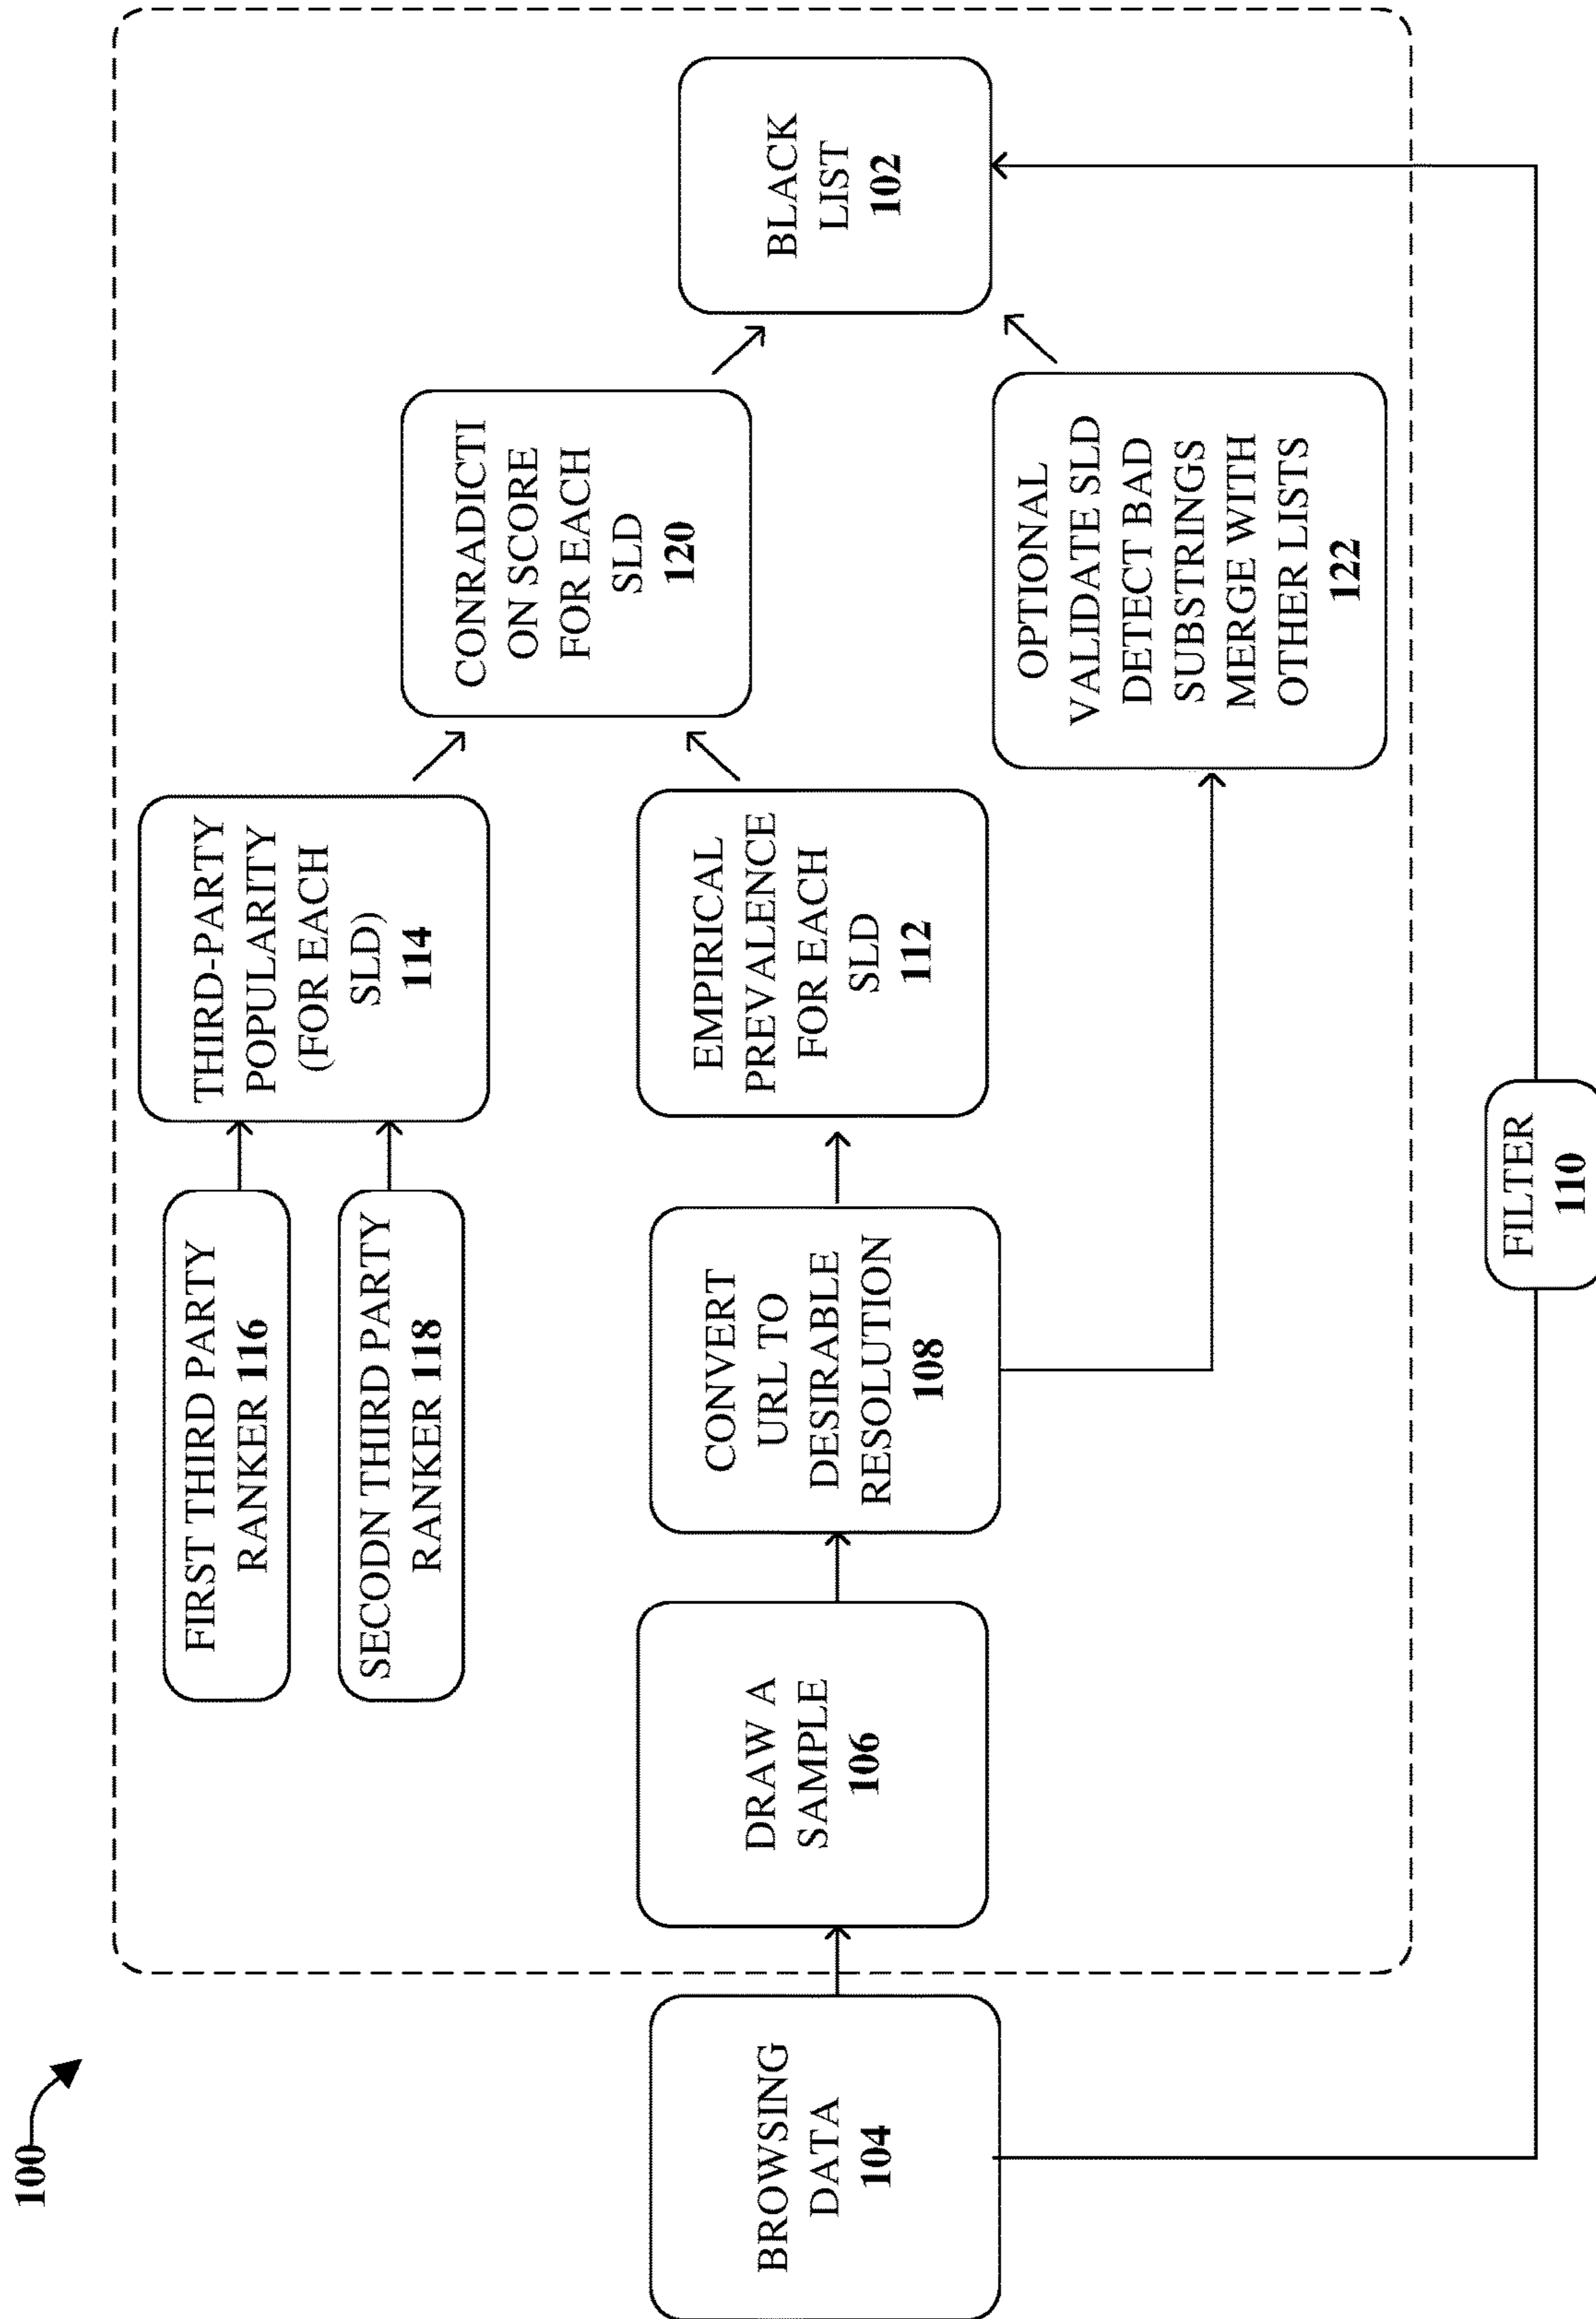 100
FIRST THIRD PARTY
RANKER 116
SECODN THIRD PARTY
RANKER 118
THIRD-PARTY
POPULARITY
(FOR EACH
SLD)
114
CONRADICTI
ON SCORE
FOR EACH
SLD
120
BLACK
LIST
102
BROWSING
DATA
104
DRAW A
SAMPLE
106
CONVERT
URL TO
DESIRABLE
RESOLUTION
108
EMPIRICAL
PREVALENCE
FOR EACH
SLD
112
OPTIONAL
VALIDATE SLD
DETECT BAD
SUBSTRINGS
MERGE WITH
OTHER LISTS
122
FILTER
110